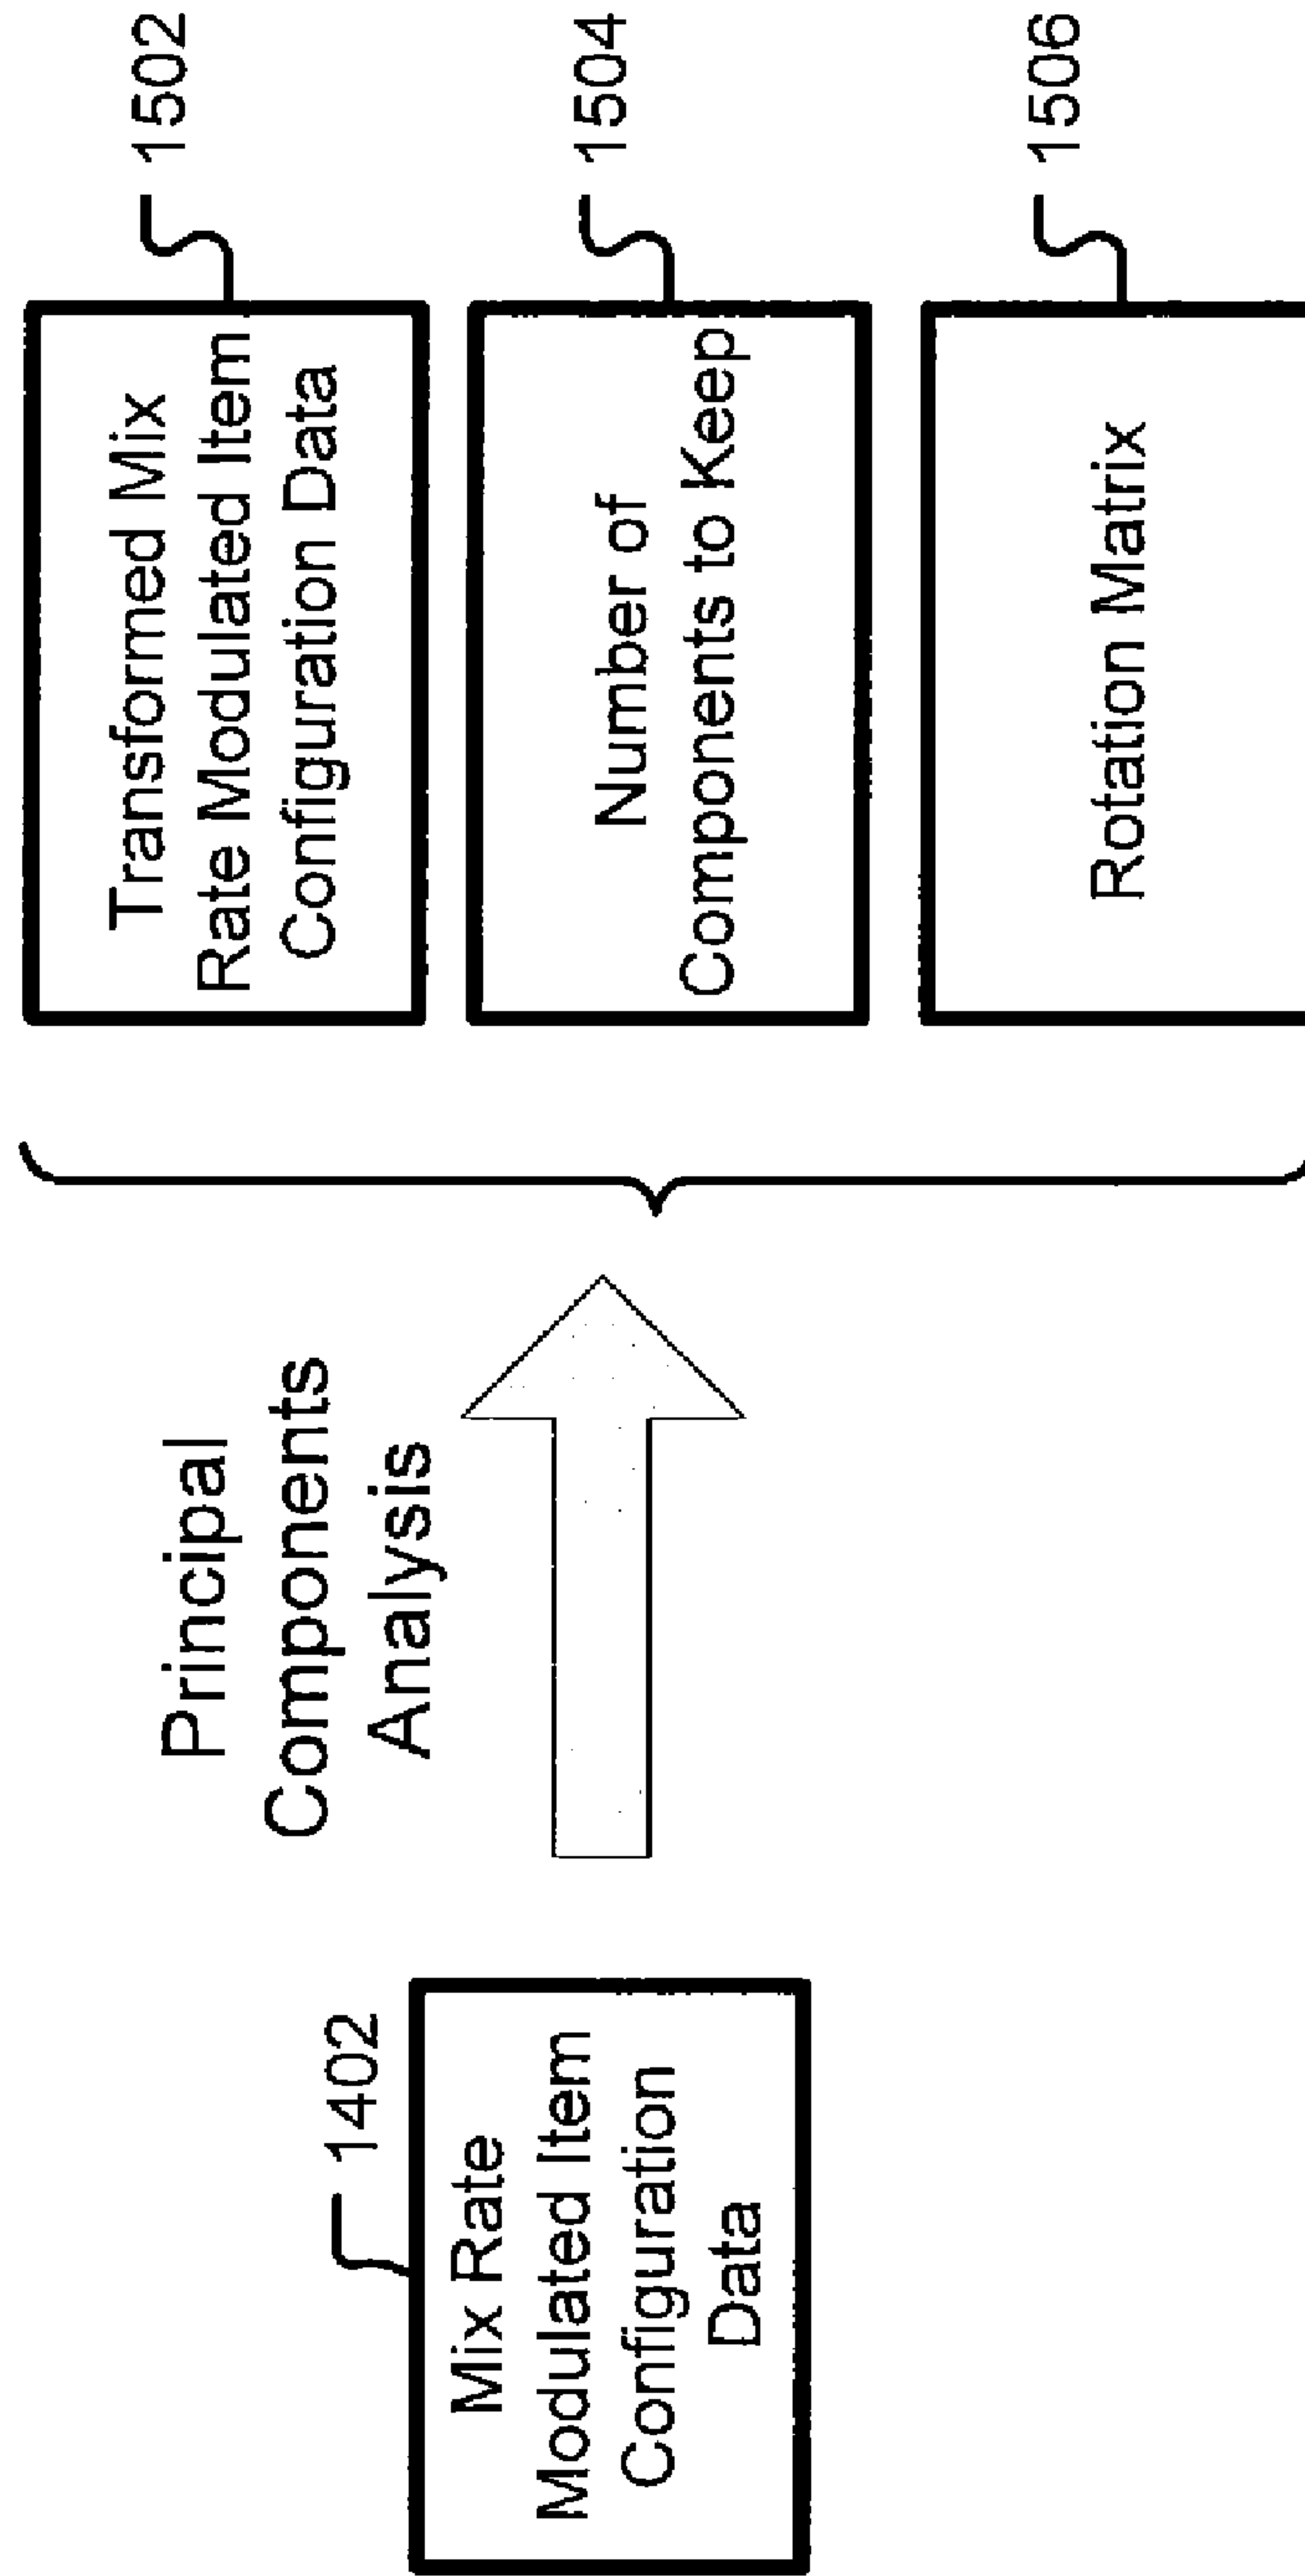 1402
Mix Rate
Modulated Item
Configuration
Data
Principal
Components
Analysis
Transformed Mix
Rate Modulated Item
Configuration Data
1502
Number of
Components to Keep
1504
Rotation Matrix
1506